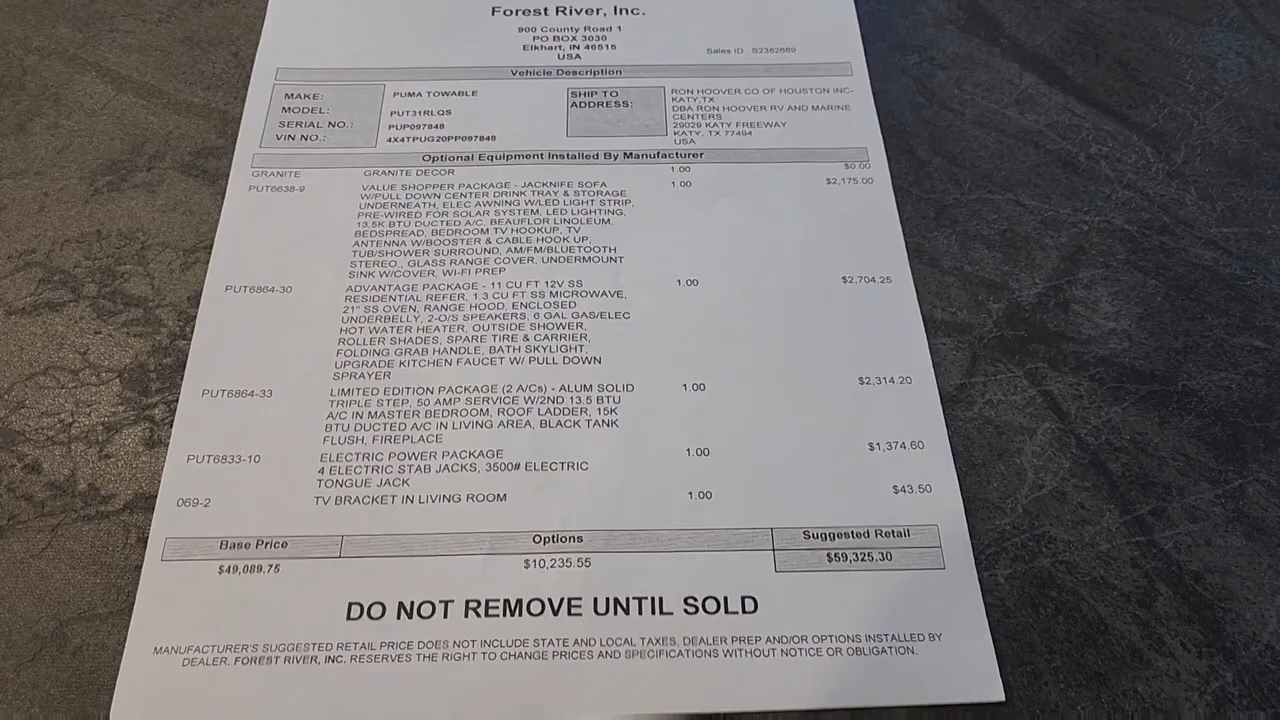 Forest River, Inc.
900 County Road 1
PO BOX 3030
Elkhart, IN 46515
USA
Sales ID S2382689
Vehicle Description
MAKE: PUMA TOWABLE
MODEL: PUT31RLQS
SERIAL NO.: PUP097848
VIN NO.: 4X4TPUG20PP097848
SHIP TO
ADDRESS:
RON HOOVER CO OF HOUSTON INC-
KATY,TX
DBA RON HOOVER RV AND MARINE
CENTERS
29029 KATY FREEWAY
KATY, TX 77494
USA
Optional Equipment Installed By Manufacturer
GRANITE GRANITE DECOR 1.00 $0.00
PUT6638-9 VALUE SHOPPER PACKAGE - JACKNIFE SOFA 1.00 $2,175.00
W/PULL DOWN CENTER DRINK TRAY & STORAGE
UNDERNEATH, ELEC AWNING W/LED LIGHT STRIP,
PRE-WIRED FOR SOLAR SYSTEM, LED LIGHTING,
13.5K BTU DUCTED A/C, BEAUFLOR LINOLEUM,
BEDSPREAD, BEDROOM TV HOOKUP, TV
ANTENNA W/BOOSTER & CABLE HOOK UP,
TUB/SHOWER SURROUND, AM/FM/BLUETOOTH
STEREO,, GLASS RANGE COVER, UNDERMOUNT
SINK W/COVER, WI-FI PREP
PUT6864-30 ADVANTAGE PACKAGE - 11 CU FT 12V SS 1.00 $2,704.25
RESIDENTIAL REFER, 1.3 CU FT SS MICROWAVE,
21" SS OVEN, RANGE HOOD, ENCLOSED
UNDERBELLY, 2-O/S SPEAKERS, 6 GAL GAS/ELEC
HOT WATER HEATER, OUTSIDE SHOWER,
ROLLER SHADES, SPARE TIRE & CARRIER,
FOLDING GRAB HANDLE, BATH SKYLIGHT,
UPGRADE KITCHEN FAUCET W/ PULL DOWN
SPRAYER
PUT6864-33 LIMITED EDITION PACKAGE (2 A/Cs) - ALUM SOLID 1.00 $2,314.20
TRIPLE STEP, 50 AMP SERVICE W/2ND 13.5 BTU
A/C IN MASTER BEDROOM, ROOF LADDER, 15K
BTU DUCTED A/C IN LIVING AREA, BLACK TANK
FLUSH, FIREPLACE
PUT6833-10 ELECTRIC POWER PACKAGE 1.00 $1,374.60
4 ELECTRIC STAB JACKS, 3500# ELECTRIC
TONGUE JACK
069-2 TV BRACKET IN LIVING ROOM 1.00 $43.50
Base Price Options Suggested Retail
$49,089.75 $10,235.55 $59,325.30
DO NOT REMOVE UNTIL SOLD
MANUFACTURER'S SUGGESTED RETAIL PRICE DOES NOT INCLUDE STATE AND LOCAL TAXES, DEALER PREP AND/OR OPTIONS INSTALLED BY
DEALER. FOREST RIVER, INC. RESERVES THE RIGHT TO CHANGE PRICES AND SPECIFICATIONS WITHOUT NOTICE OR OBLIGATION.